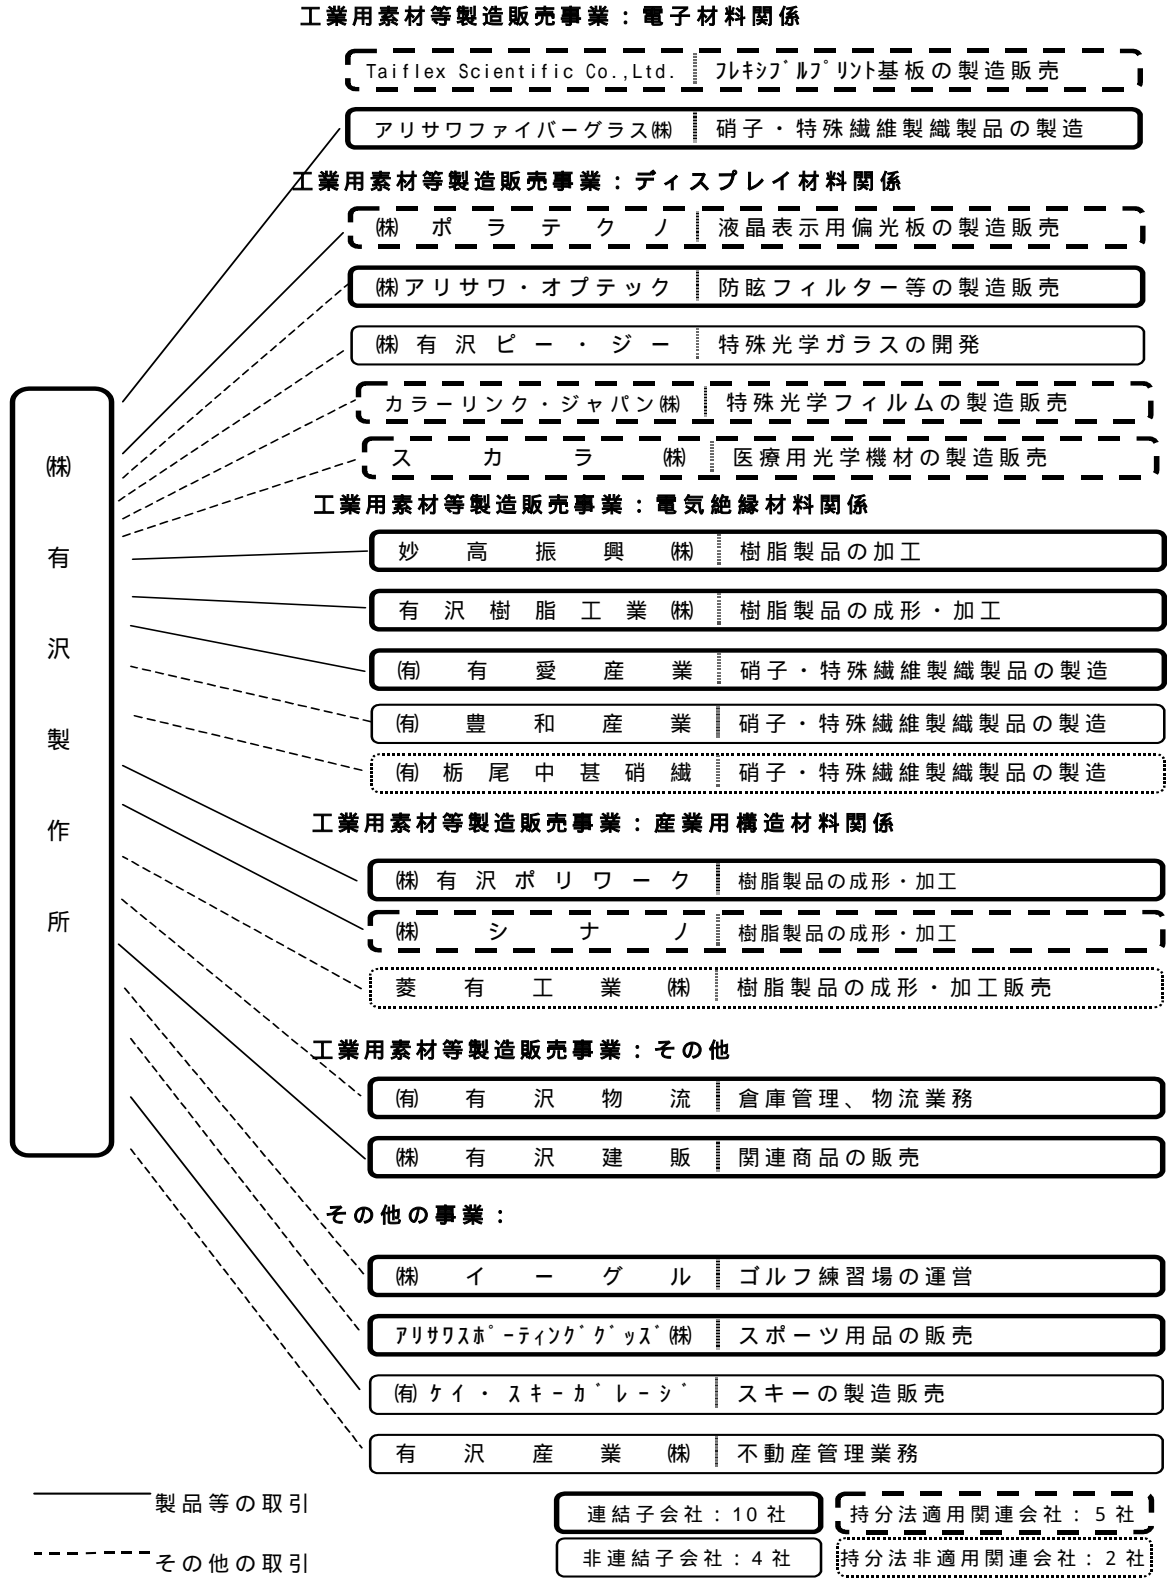 工業用素材等製造販売事業：電子材料関係
Taiflex Scientific Co.,Ltd. ﾌﾚｷｼﾌﾞﾙﾌﾟﾘﾝﾄ基板の製造販売
アリサワファイバーグラス㈱ 硝子・特殊繊維製織製品の製造
工業用素材等製造販売事業：ディスプレイ材料関係
㈱ポラテクノ 液晶表示用偏光板の製造販売
㈱アリサワ・オプテック 防眩フィルター等の製造販売
㈱有沢ピー・ジー 特殊光学ガラスの開発
カラーリンク・ジャパン㈱ 特殊光学フィルムの製造販売
スカラ㈱ 医療用光学機材の製造販売
工業用素材等製造販売事業：電気絶縁材料関係
妙高振興㈱ 樹脂製品の加工
有沢樹脂工業㈱ 樹脂製品の成形・加工
㈲有愛産業 硝子・特殊繊維製織製品の製造
㈲豊和産業 硝子・特殊繊維製織製品の製造
㈲栃尾中甚硝繊 硝子・特殊繊維製織製品の製造
㈱有沢製作所
工業用素材等製造販売事業：産業用構造材料関係
㈱有沢ポリワーク 樹脂製品の成形・加工
㈱シナノ 樹脂製品の成形・加工
菱有工業㈱ 樹脂製品の成形・加工販売
工業用素材等製造販売事業：その他
㈲有沢物流 倉庫管理、物流業務
㈱有沢建販 関連商品の販売
その他の事業：
㈱イーグル ゴルフ練習場の運営
ｱﾘｻﾜｽﾎﾟｰﾃｨﾝｸﾞｸﾞｯｽﾞ㈱ スポーツ用品の販売
㈲ｹｲ・ｽｷｰｶﾞﾚｰｼﾞ スキーの製造販売
有沢産業㈱ 不動産管理業務
製品等の取引
その他の取引
連結子会社：10社 持分法適用関連会社：5社
非連結子会社：4社 持分法非適用関連会社：2社